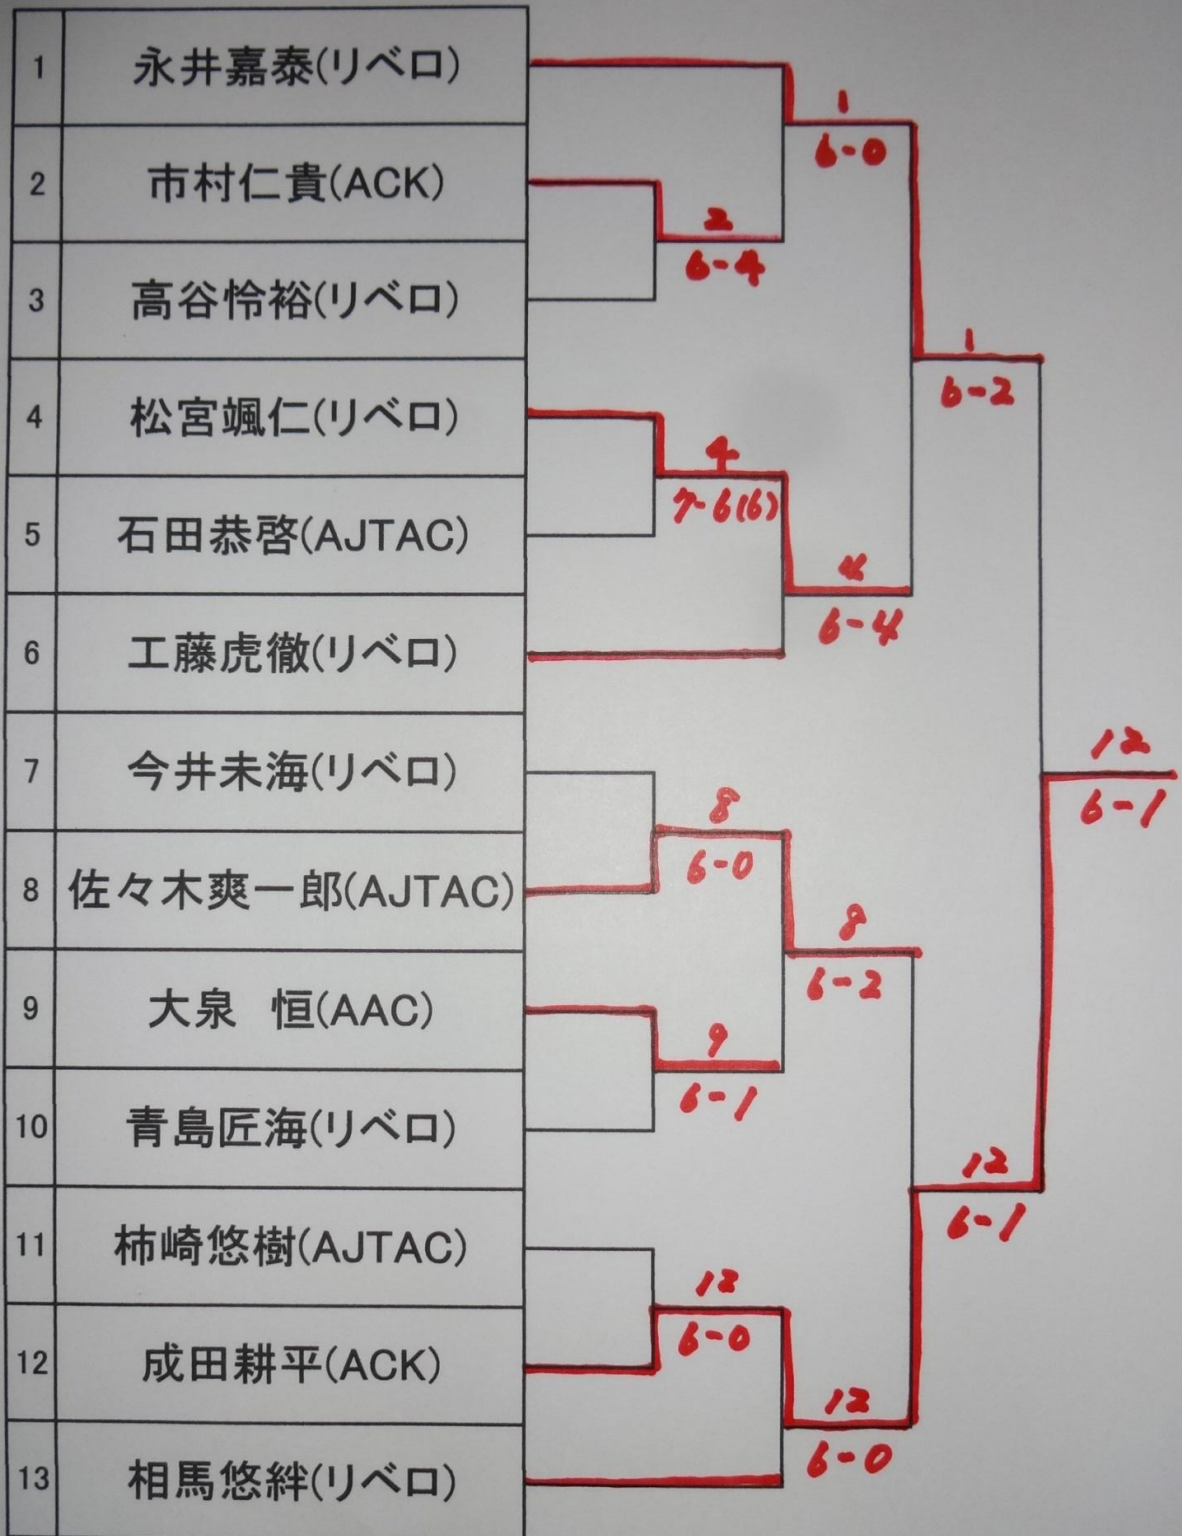 1 永井嘉泰(リベロ)
1
6-0
2 市村仁貴(ACK)
2
6-4
3 高谷怜裕(リベロ)
1
6-2
4 松宮颯仁(リベロ)
4
7-6(6)
5 石田恭啓(AJTAC)
4
6-4
6 工藤虎徹(リベロ)
7 今井未海(リベロ)
12
6-1
8
6-0
8 佐々木爽一郎(AJTAC)
8
6-2
9 大泉 恒(AAC)
9
6-1
10 青島匠海(リベロ)
12
6-1
11 柿崎悠樹(AJTAC)
12
6-0
12 成田耕平(ACK)
12
6-0
13 相馬悠絆(リベロ)